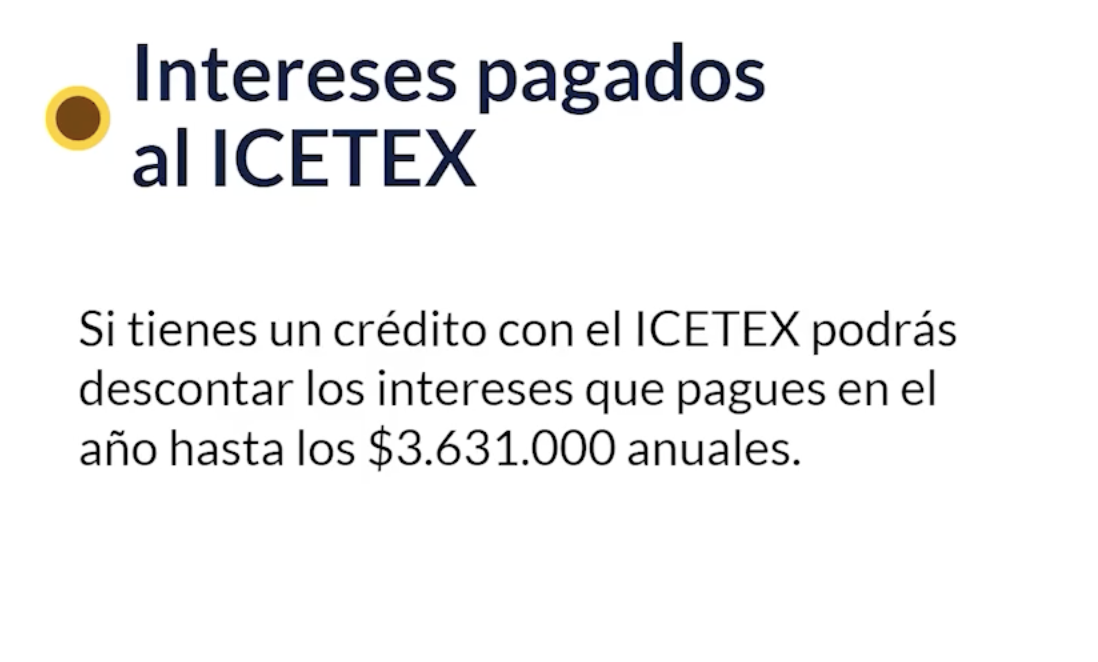 Intereses pagados
al ICETEX
Si tienes un crédito con el ICETEX podrás
descontar los intereses que pagues en el
año hasta los $3.631.000 anuales.